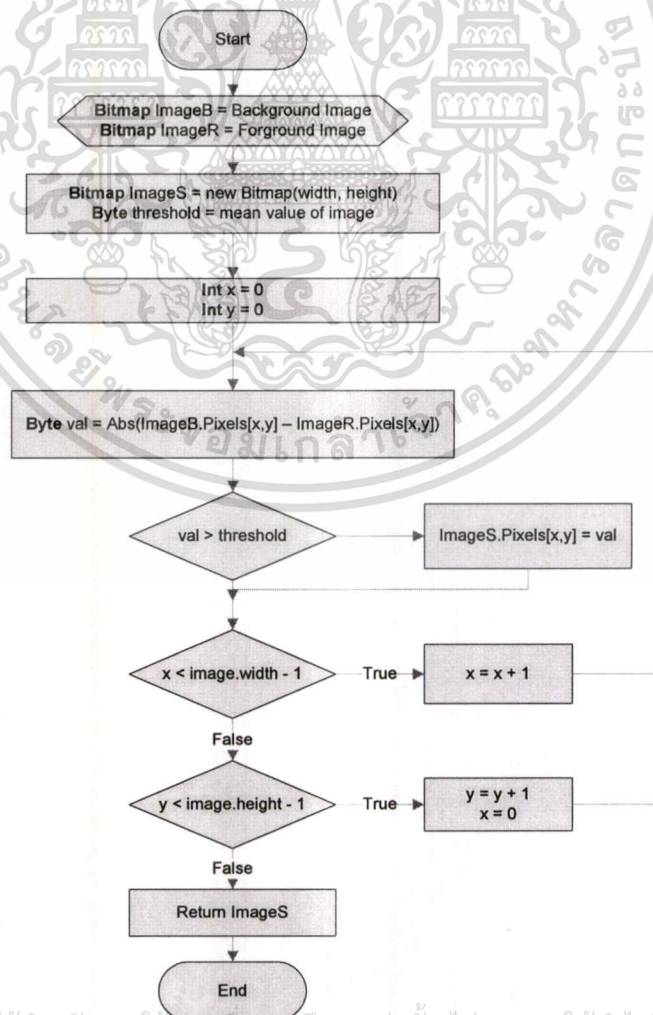 Start
Bitmap ImageB = Background Image
Bitmap ImageR = Forground Image
Bitmap ImageS = new Bitmap(width, height)
Byte threshold = mean value of image
Int x = 0
Int y = 0
Byte val = Abs(ImageB.Pixels[x,y] – ImageR.Pixels[x,y])
val > threshold
ImageS.Pixels[x,y] = val
x < image.width - 1
True
x = x + 1
False
y < image.height - 1
True
y = y + 1
x = 0
False
Return ImageS
End